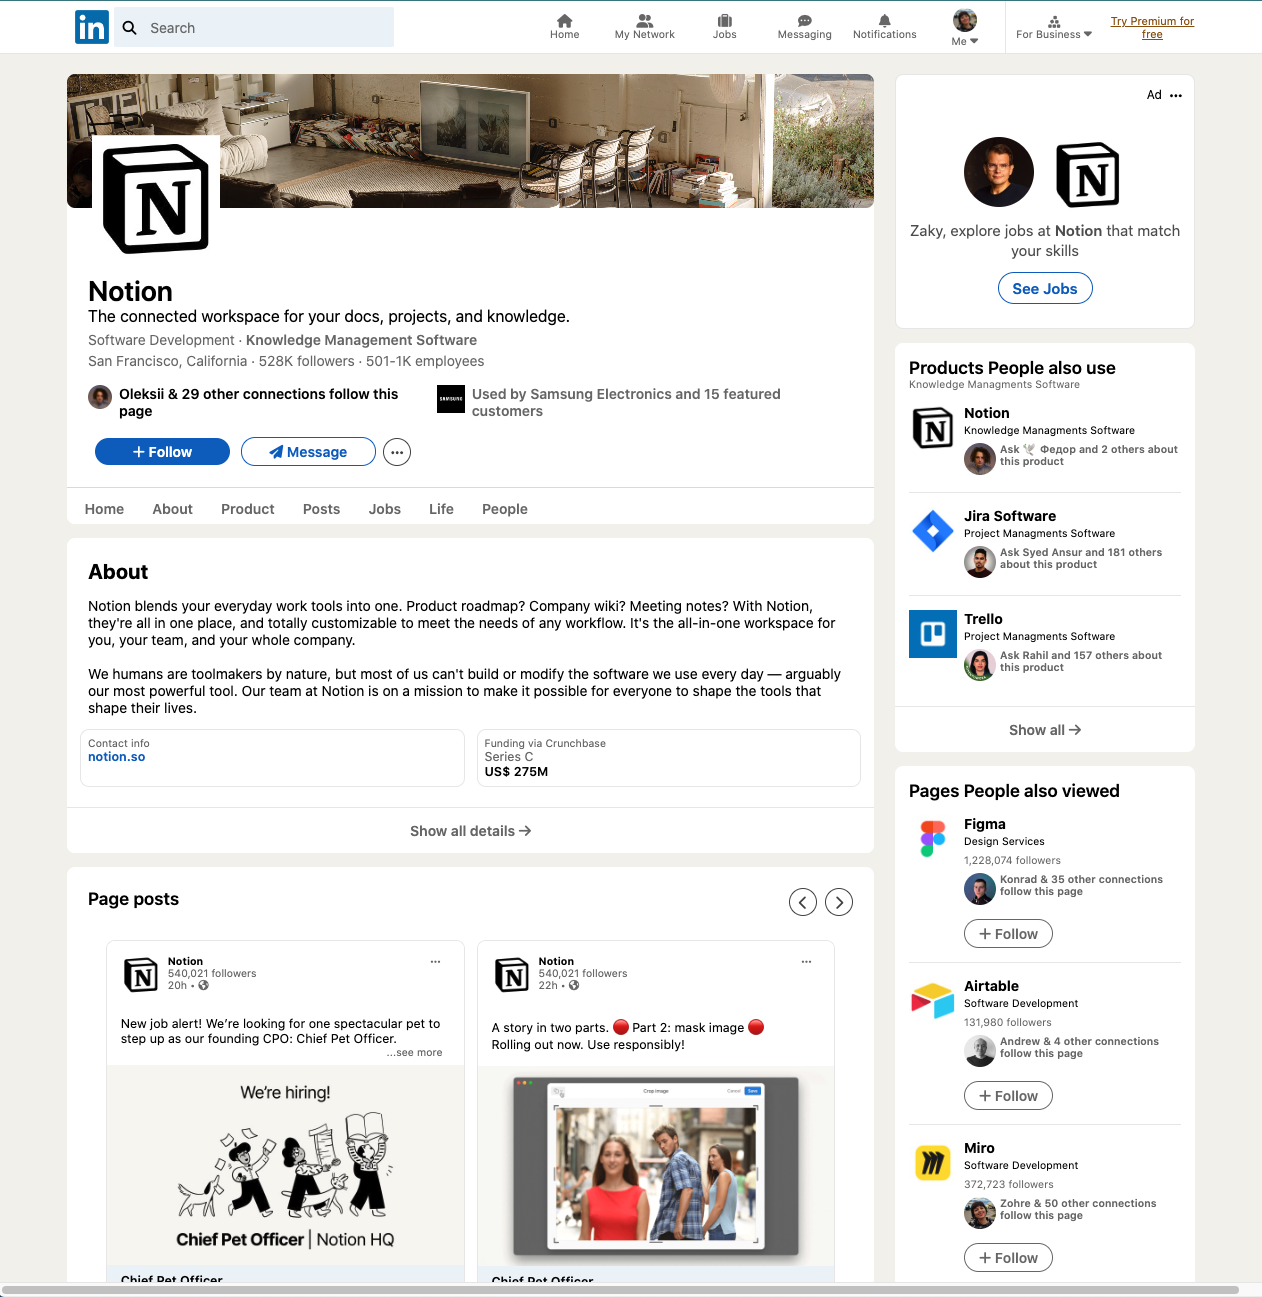 in
Search
Home
My Network
Jobs
Messaging
Notifications
Me
For Business
Try Premium for
free
N
Notion
The connected workspace for your docs, projects, and knowledge.
Software Development · Knowledge Management Software
San Francisco, California · 528K followers · 501-1K employees
Oleksii & 29 other connections follow this
page
SAMSUNG
Used by Samsung Electronics and 15 featured
customers
+ Follow
Message
Home
About
Product
Posts
Jobs
Life
People
About
Notion blends your everyday work tools into one. Product roadmap? Company wiki? Meeting notes? With Notion,
they're all in one place, and totally customizable to meet the needs of any workflow. It's the all-in-one workspace for
you, your team, and your whole company.
We humans are toolmakers by nature, but most of us can't build or modify the software we use every day — arguably
our most powerful tool. Our team at Notion is on a mission to make it possible for everyone to shape the tools that
shape their lives.
Contact info
notion.so
Funding via Crunchbase
Series C
US$ 275M
Show all details →
Page posts
N
Notion
540,021 followers
20h •
New job alert! We're looking for one spectacular pet to
step up as our founding CPO: Chief Pet Officer.
...see more
We're hiring!
Chief Pet Officer | Notion HQ
Chief Pet Officer
N
Notion
540,021 followers
22h •
A story in two parts. 🔴 Part 2: mask image 🔴
Rolling out now. Use responsibly!
Crop image
Cancel
Save
Chief Pet Officer
Ad
N
Zaky, explore jobs at Notion that match
your skills
See Jobs
Products People also use
Knowledge Managments Software
N
Notion
Knowledge Managments Software
Ask 🕊 Федор and 2 others about
this product
Jira Software
Project Managments Software
Ask Syed Ansur and 181 others
about this product
Trello
Project Managments Software
Ask Rahil and 157 others about
this product
Show all →
Pages People also viewed
Figma
Design Services
1,228,074 followers
Konrad & 35 other connections
follow this page
+ Follow
Airtable
Software Development
131,980 followers
Andrew & 4 other connections
follow this page
+ Follow
Miro
Software Development
372,723 followers
Zohre & 50 other connections
follow this page
+ Follow